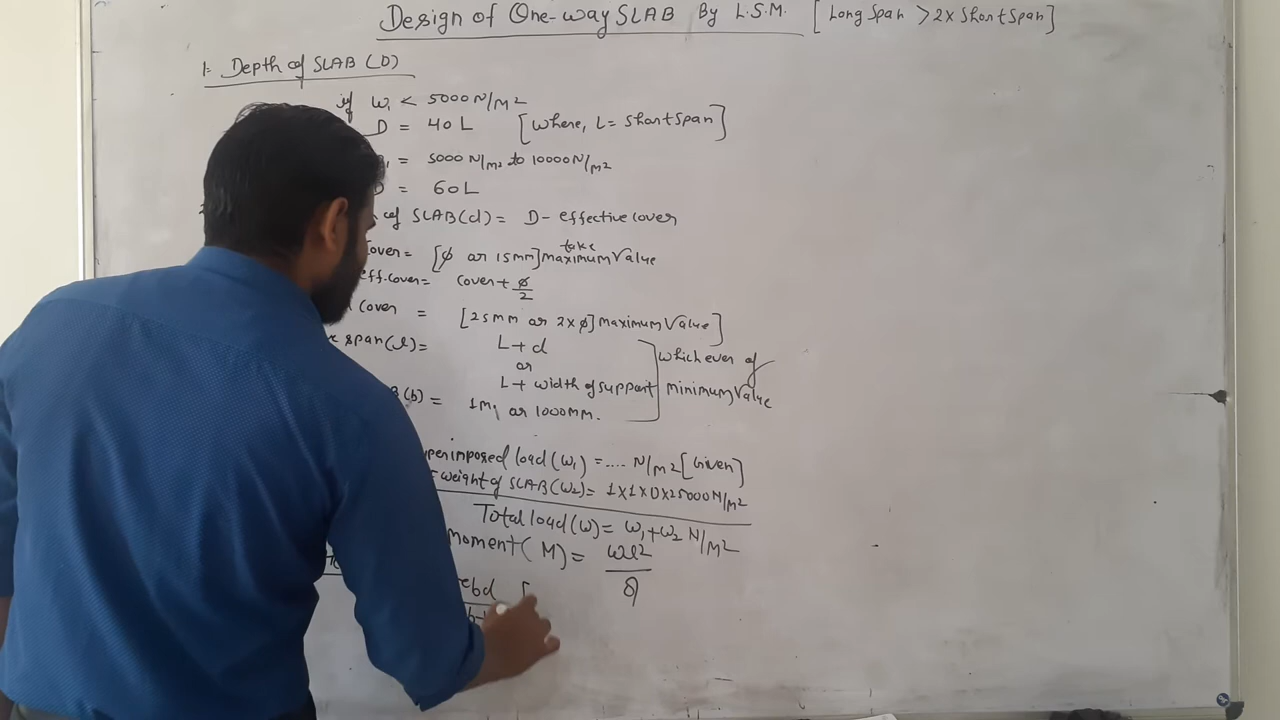 Design of One-way SLAB By L.S.M. [Long Span > 2x Short Span]
1:- Depth of SLAB (D)
if W1 < 5000 N/M2
D = 40 L [where, L = Short Span]
= 5000 N/M2 to 10000 N/M2
= 60 L
of SLAB (d) = D - effective cover
Cover = [ϕ or 15mm] take maximum value
eff. cover = cover + ϕ/2
Cover = [25mm or 2xϕ] maximum value]
span (l) =
L + d
or
L + width of support
which ever of minimum value
(b) = 1M, or 1000MM.
load (w1) = .... N/M2 [Given]
weight of SLAB (w2) = 1x1xDx25000 N/M2
Total load (w) = w1 + w2 N/M2
moment (M) = wl2/8
bd [